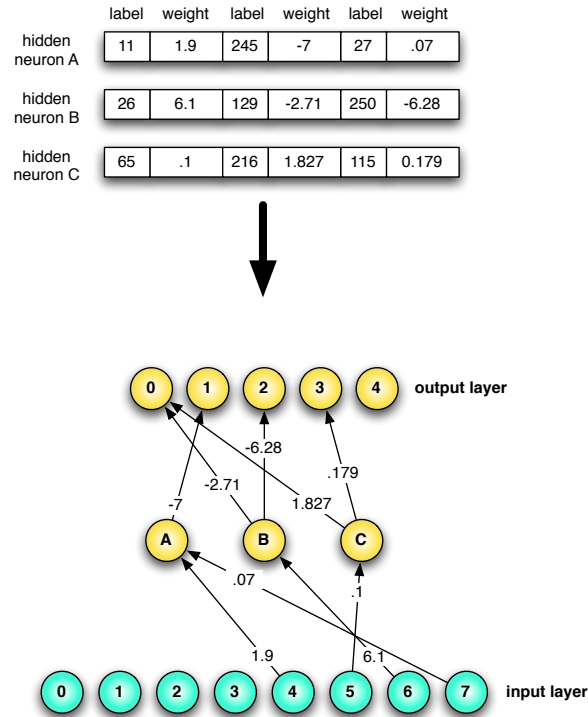 label weight label weight label weight
hidden neuron A
11 1.9 245 -7 27 .07
hidden neuron B
26 6.1 129 -2.71 250 -6.28
hidden neuron C
65 .1 216 1.827 115 0.179
0 1 2 3 4 output layer
-6.28
.179
-2.71
-7
1.827
A B C
.07
.1
1.9
6.1
0 1 2 3 4 5 6 7 input layer